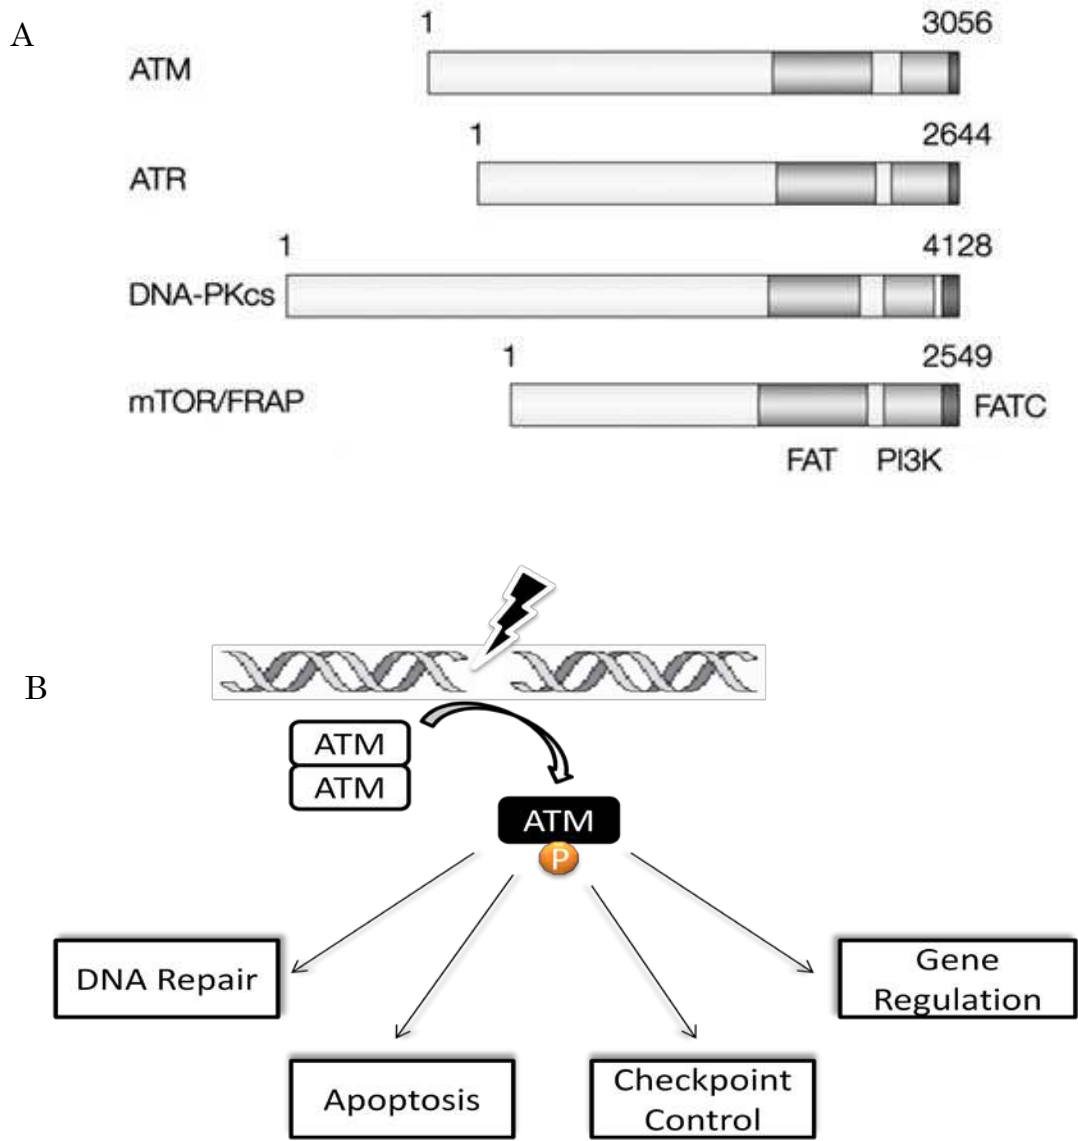 A
1 3056
ATM
1 2644
ATR
1 4128
DNA-PKcs
1 2549
mTOR/FRAP
FATC
FAT PI3K
B
ATM
ATM
ATM
P
DNA Repair
Gene
Regulation
Apoptosis
Checkpoint
Control